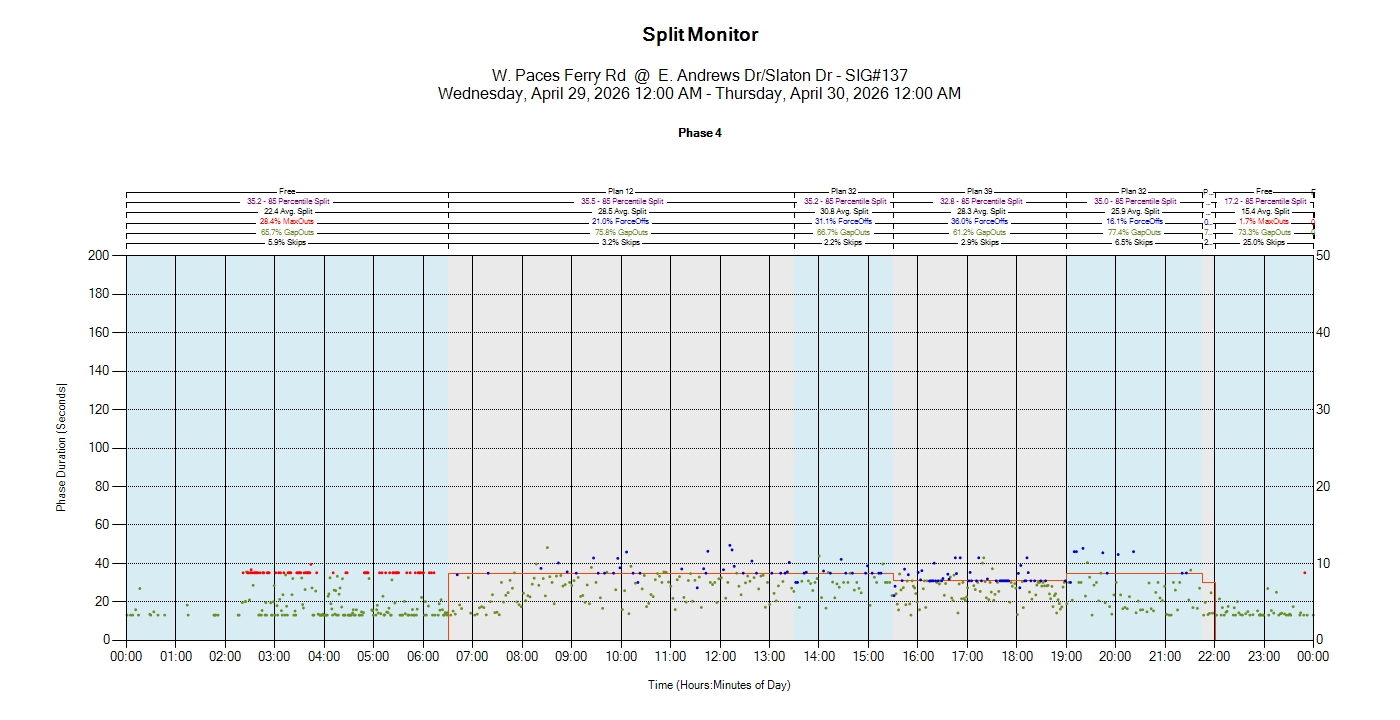 Split Monitor
W. Paces Ferry Rd @ E. Andrews Dr/Slaton Dr - SIG#137
Wednesday, April 29, 2026 12:00 AM - Thursday, April 30, 2026 12:00 AM
Phase 4
Free Plan 12 Plan 32 Plan 39 Plan 32 P... Free F
35.2 - 85 Percentile Split 35.5 - 85 Percentile Split 35.2 - 85 Percentile Split 32.8 - 85 Percentile Split 35.0 - 85 Percentile Split ... 17.2 - 85 Percentile Split
22.4 Avg. Split 28.5 Avg. Split 30.8 Avg. Split 28.3 Avg. Split 25.9 Avg. Split ... 15.4 Avg. Split
28.4% MaxOuts 21.0% ForceOffs 31.1% ForceOffs 36.0% ForceOffs 16.1% ForceOffs 0... 1.7% MaxOuts
65.7% GapOuts 75.8% GapOuts 66.7% GapOuts 61.2% GapOuts 77.4% GapOuts 7... 73.3% GapOuts
5.9% Skips 3.2% Skips 2.2% Skips 2.9% Skips 6.5% Skips 2... 25.0% Skips
200 50
180
160 40
140
120 30
100
80 20
60
40 10
20
0 0
Phase Duration (Seconds)
00:00 01:00 02:00 03:00 04:00 05:00 06:00 07:00 08:00 09:00 10:00 11:00 12:00 13:00 14:00 15:00 16:00 17:00 18:00 19:00 20:00 21:00 22:00 23:00 00:00
Time (Hours:Minutes of Day)